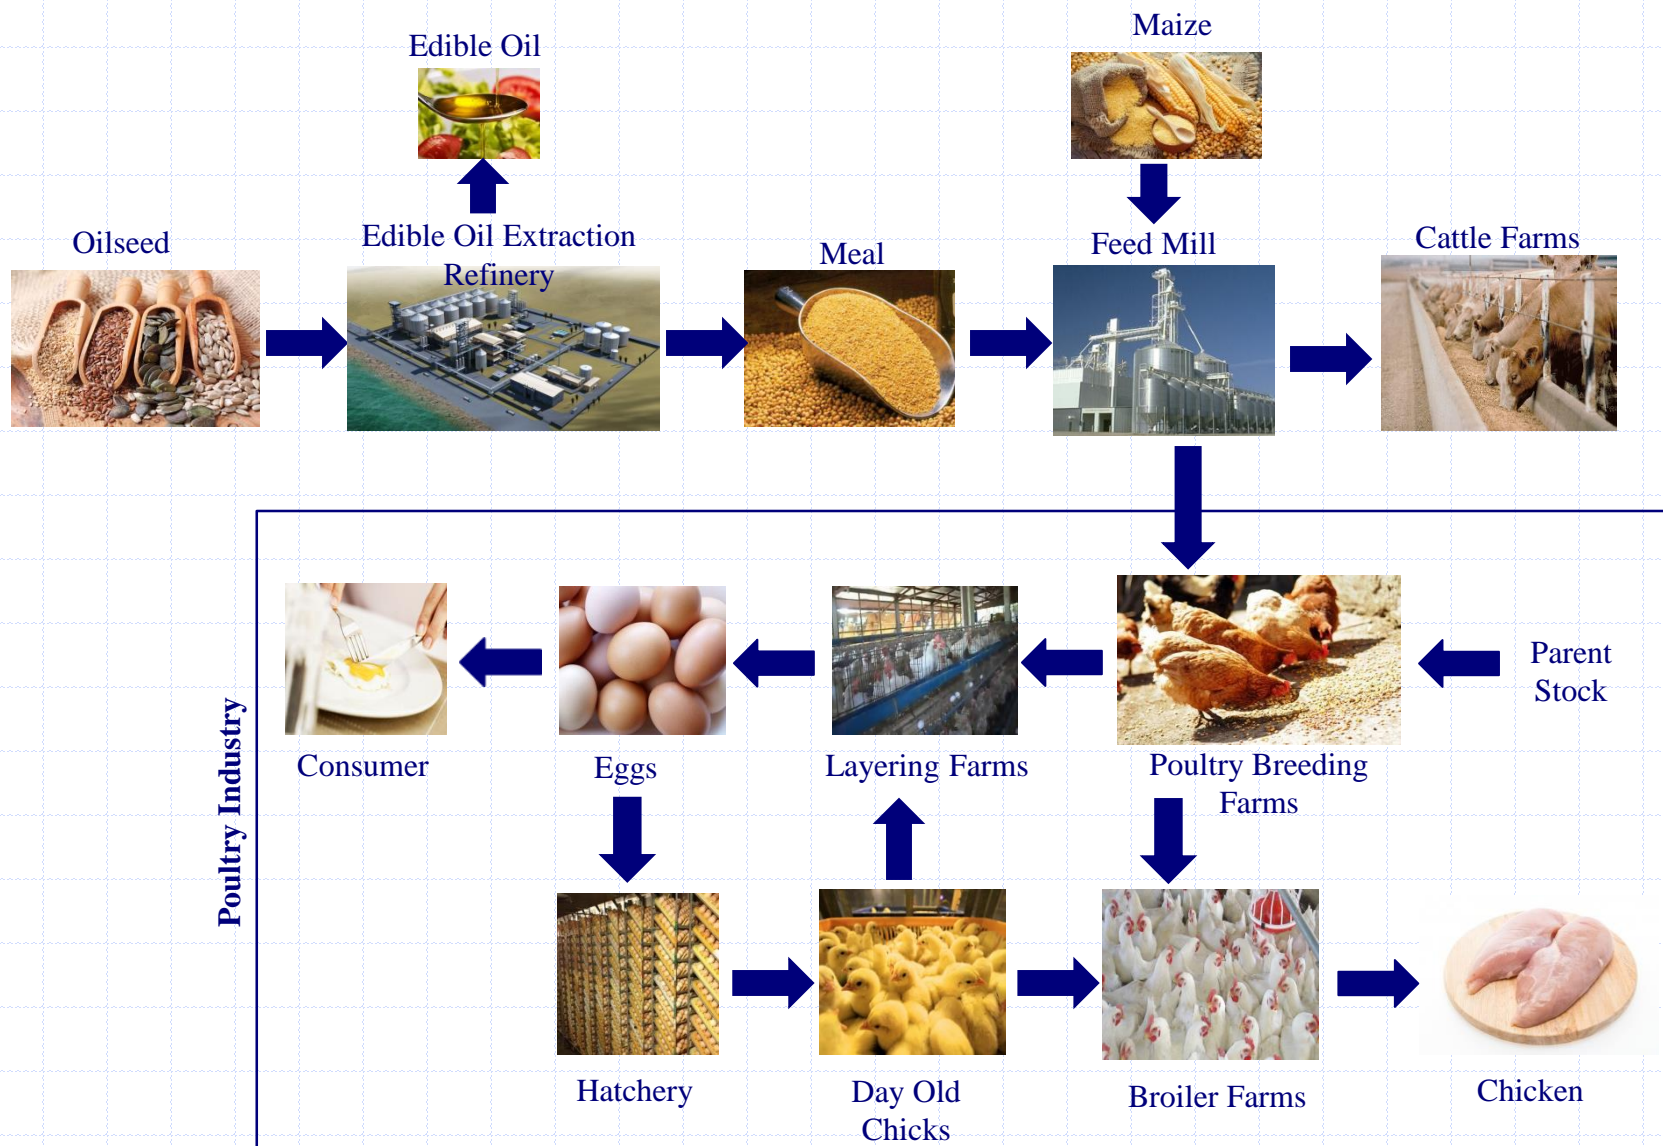 Edible Oil
Maize
Oilseed
Edible Oil Extraction
Refinery
Meal
Feed Mill
Cattle Farms
Poultry Industry
Parent
Stock
Consumer
Eggs
Layering Farms
Poultry Breeding
Farms
Hatchery
Day Old
Chicks
Broiler Farms
Chicken